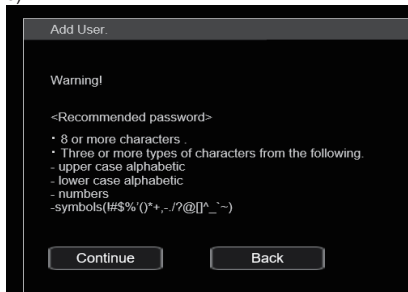 Add User.
Warning!
<Recommended password>
・8 or more characters .
・Three or more types of characters from the following.
- upper case alphabetic
- lower case alphabetic
- numbers
-symbols(!#$%'()*+,-./?@[]^_`~)
Continue
Back